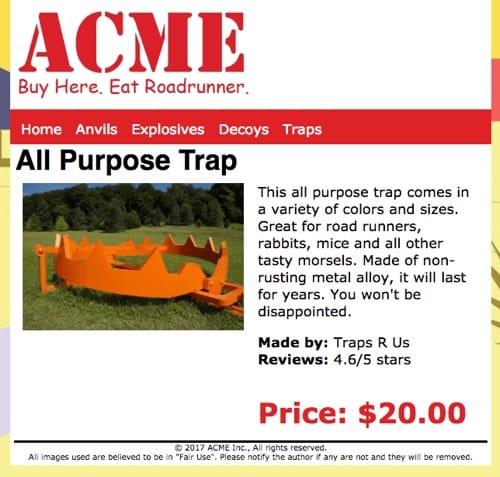 ACME
Buy Here. Eat Roadrunner.
Home Anvils Explosives Decoys Traps
All Purpose Trap
This all purpose trap comes in
a variety of colors and sizes.
Great for road runners,
rabbits, mice and all other
tasty morsels. Made of non-
rusting metal alloy, it will last
for years. You won't be
disappointed.
Made by: Traps R Us
Reviews: 4.6/5 stars
Price: $20.00
© 2017 ACME Inc., All rights reserved.
All images used are believed to be in "Fair Use". Please notify the author if any are not and they will be removed.